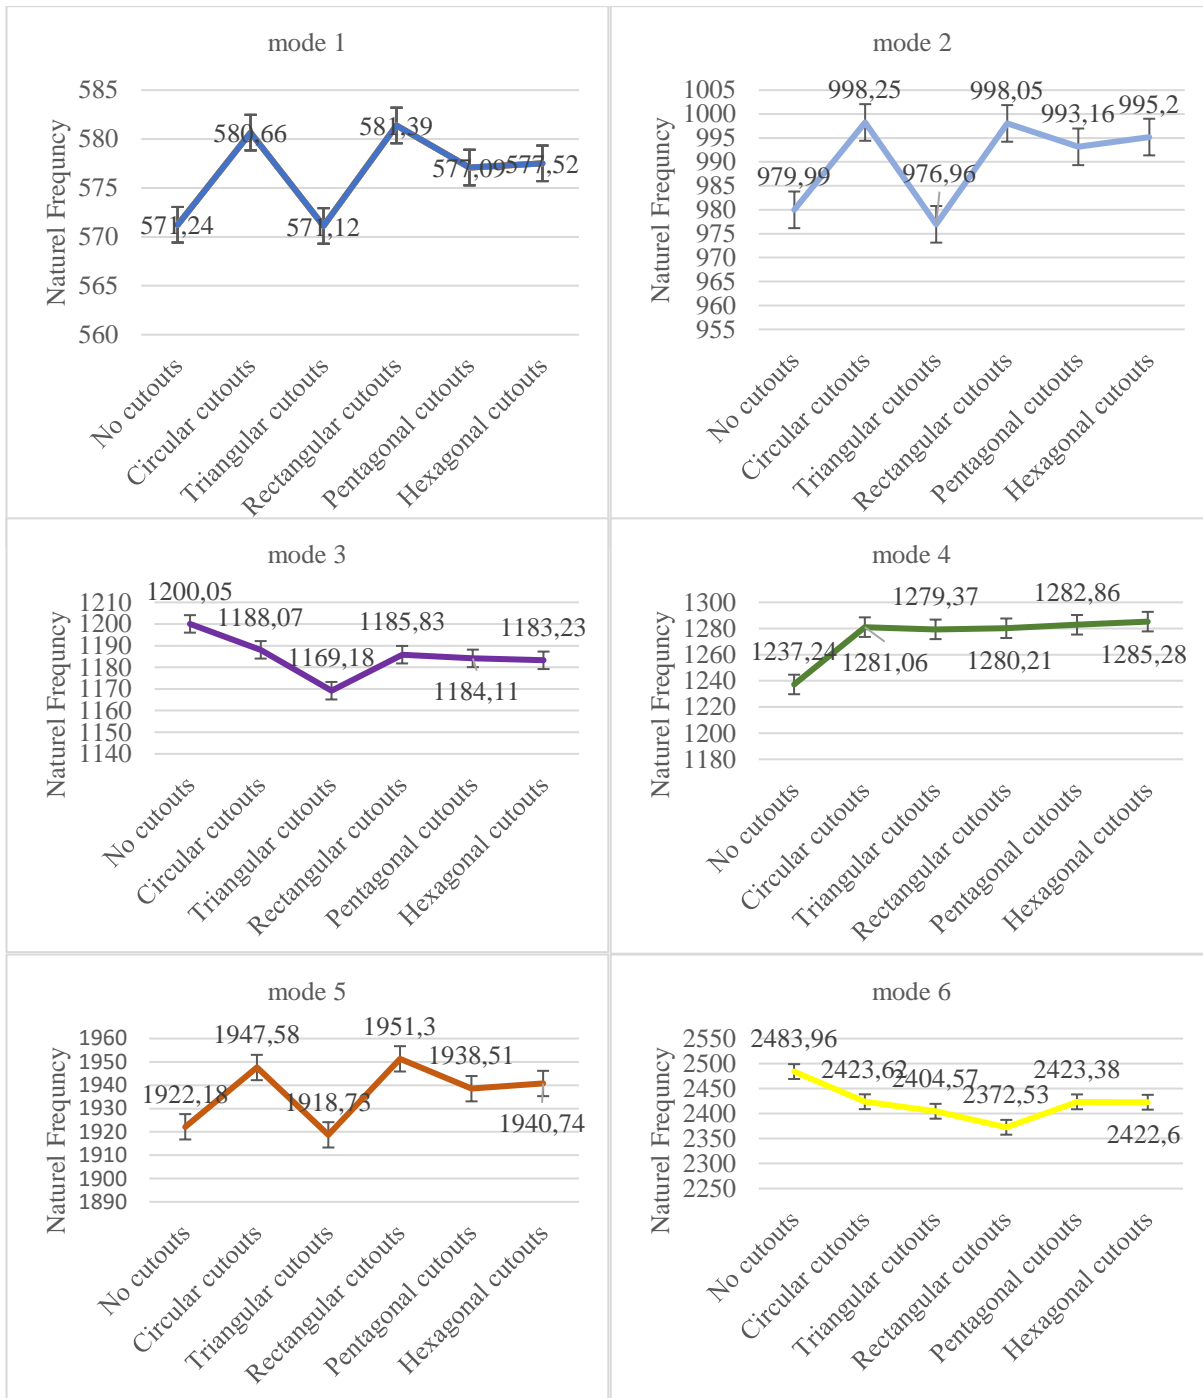 mode 1
Naturel Frequncy
585
580
575
570
565
560
571,24
580,66
571,12
581,39
577,09
577,52
No cutouts
Circular cutouts
Triangular cutouts
Rectangular cutouts
Pentagonal cutouts
Hexagonal cutouts
mode 2
Naturel Frequncy
1005
1000
995
990
985
980
975
970
965
960
955
979,99
998,25
976,96
998,05
993,16
995,2
No cutouts
Circular cutouts
Triangular cutouts
Rectangular cutouts
Pentagonal cutouts
Hexagonal cutouts
mode 3
Naturel Frequncy
1210
1200
1190
1180
1170
1160
1150
1140
1200,05
1188,07
1169,18
1185,83
1184,11
1183,23
No cutouts
Circular cutouts
Triangular cutouts
Rectangular cutouts
Pentagonal cutouts
Hexagonal cutouts
mode 4
Naturel Frequncy
1300
1280
1260
1240
1220
1200
1180
1237,24
1281,06
1279,37
1280,21
1282,86
1285,28
No cutouts
Circular cutouts
Triangular cutouts
Rectangular cutouts
Pentagonal cutouts
Hexagonal cutouts
mode 5
Naturel Frequncy
1960
1950
1940
1930
1920
1910
1900
1890
1922,18
1947,58
1918,73
1951,3
1938,51
1940,74
No cutouts
Circular cutouts
Triangular cutouts
Rectangular cutouts
Pentagonal cutouts
Hexagonal cutouts
mode 6
Naturel Frequncy
2550
2500
2450
2400
2350
2300
2250
2483,96
2423,62
2404,57
2372,53
2423,38
2422,6
No cutouts
Circular cutouts
Triangular cutouts
Rectangular cutouts
Pentagonal cutouts
Hexagonal cutouts